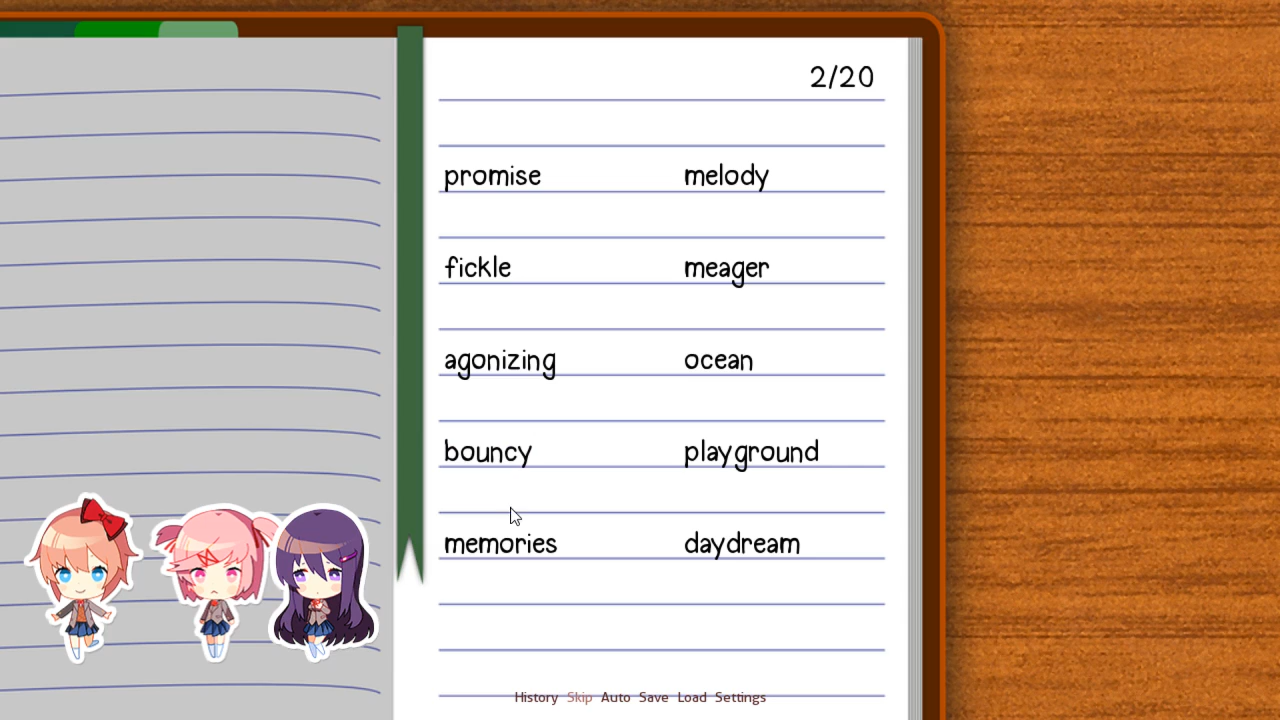 2/20
promise melody
fickle meager
agonizing ocean
bouncy playground
memories daydream
History Skip Auto Save Load Settings